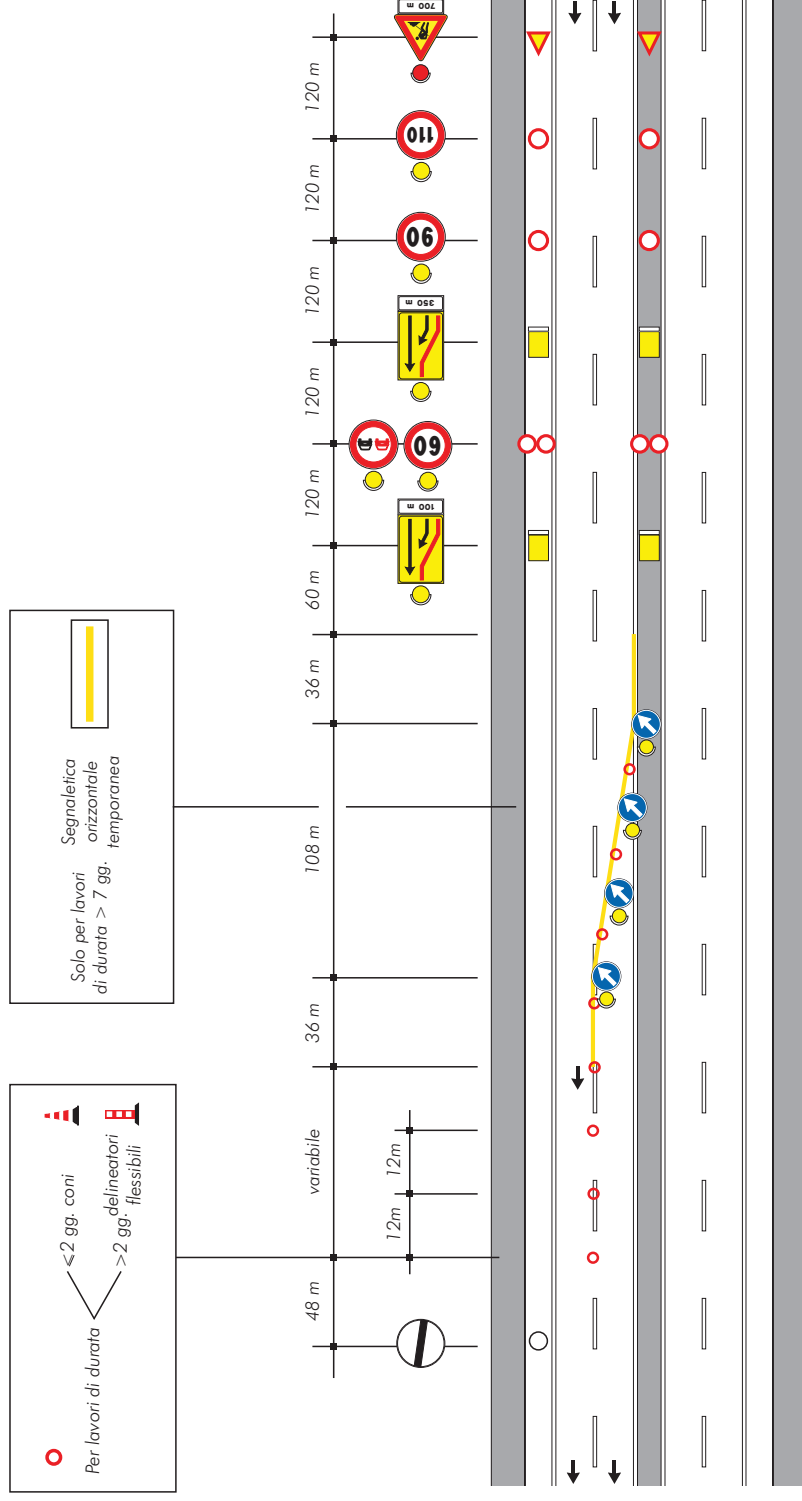 700 m
120 m
110
120 m
90
120 m
350 m
120 m
60
120 m
100 m
60 m
36 m
108 m
36 m
variabile
12m
12m
48 m
Solo per lavori
di durata > 7 gg.
Segnaletica
orizzontale
temporanea
Per lavori di durata
⩽2 gg. coni
>2 gg. delineatori
flessibili